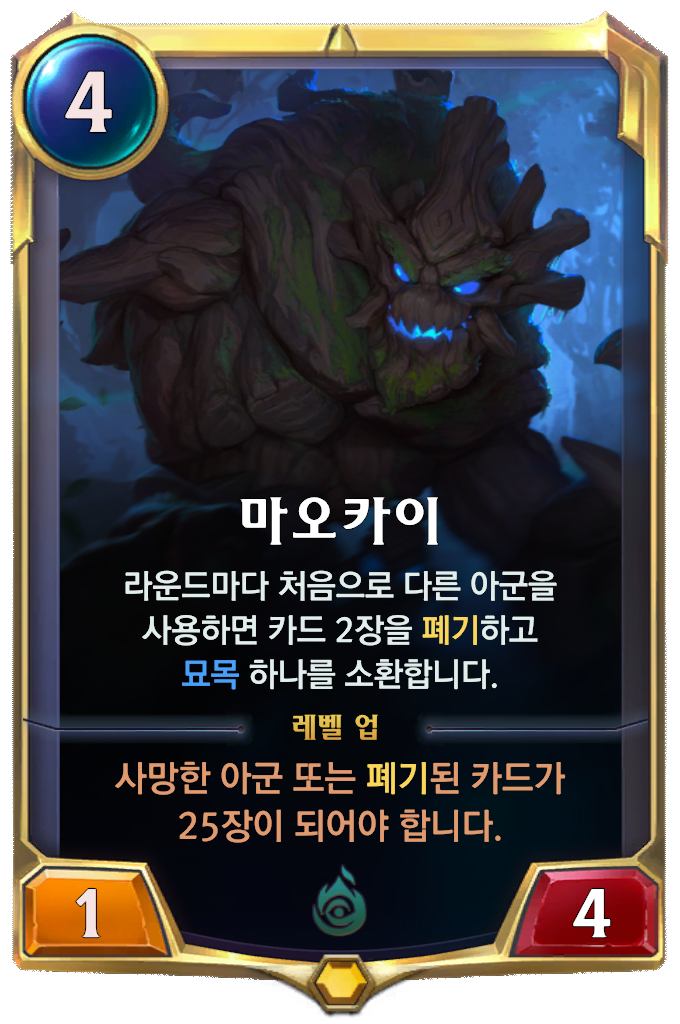 4
마오카이
라운드마다 처음으로 다른 아군을
사용하면 카드 2장을 폐기하고
묘목 하나를 소환합니다.
레벨 업
사망한 아군 또는 폐기된 카드가
25장이 되어야 합니다.
1
4